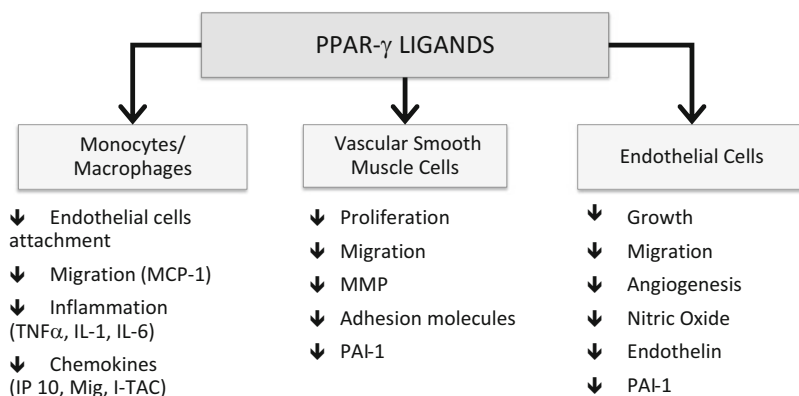 PPAR-γ LIGANDS
Monocytes/
Macrophages
🡻 Endothelial cells
attachment
🡻 Migration (MCP-1)
🡻 Inflammation
(TNFα, IL-1, IL-6)
🡻 Chemokines
(IP 10, Mig, I-TAC)
Vascular Smooth
Muscle Cells
🡻 Proliferation
🡻 Migration
🡻 MMP
🡻 Adhesion molecules
🡻 PAI-1
Endothelial Cells
🡻 Growth
🡻 Migration
🡻 Angiogenesis
🡻 Nitric Oxide
🡻 Endothelin
🡻 PAI-1